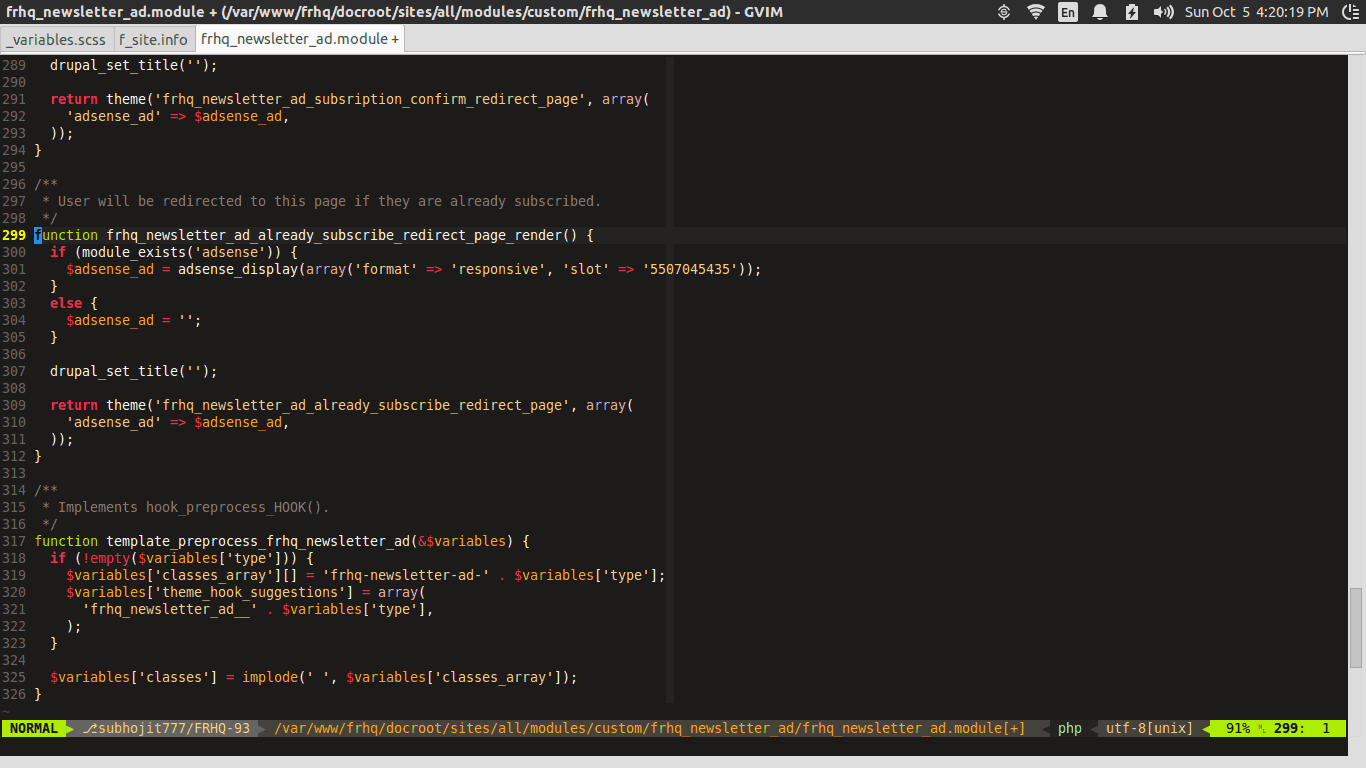 frhq_newsletter_ad.module + (/var/www/frhq/docroot/sites/all/modules/custom/frhq_newsletter_ad) - GVIM En Sun Oct 5 4:20:19 PM
_variables.scss f_site.info frhq_newsletter_ad.module +
289 drupal_set_title('');
290
291 return theme('frhq_newsletter_ad_subsription_confirm_redirect_page', array(
292 'adsense_ad' => $adsense_ad,
293 ));
294 }
295
296 /**
297 * User will be redirected to this page if they are already subscribed.
298 */
299 function frhq_newsletter_ad_already_subscribe_redirect_page_render() {
300 if (module_exists('adsense')) {
301 $adsense_ad = adsense_display(array('format' => 'responsive', 'slot' => '5507045435'));
302 }
303 else {
304 $adsense_ad = '';
305 }
306
307 drupal_set_title('');
308
309 return theme('frhq_newsletter_ad_already_subscribe_redirect_page', array(
310 'adsense_ad' => $adsense_ad,
311 ));
312 }
313
314 /**
315 * Implements hook_preprocess_HOOK().
316 */
317 function template_preprocess_frhq_newsletter_ad(&$variables) {
318 if (!empty($variables['type'])) {
319 $variables['classes_array'][] = 'frhq-newsletter-ad-' . $variables['type'];
320 $variables['theme_hook_suggestions'] = array(
321 'frhq_newsletter_ad__' . $variables['type'],
322 );
323 }
324
325 $variables['classes'] = implode(' ', $variables['classes_array']);
326 }
~
NORMAL ⎇subhojit777/FRHQ-93 /var/www/frhq/docroot/sites/all/modules/custom/frhq_newsletter_ad/frhq_newsletter_ad.module[+] php utf-8[unix] 91% ␤ 299: 1